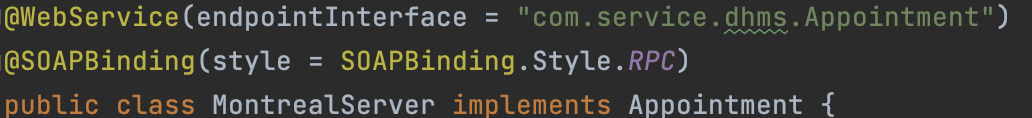 @WebService(endpointInterface = "com.service.dhms.Appointment")
@SOAPBinding(style = SOAPBinding.Style.RPC)
public class MontrealServer implements Appointment {